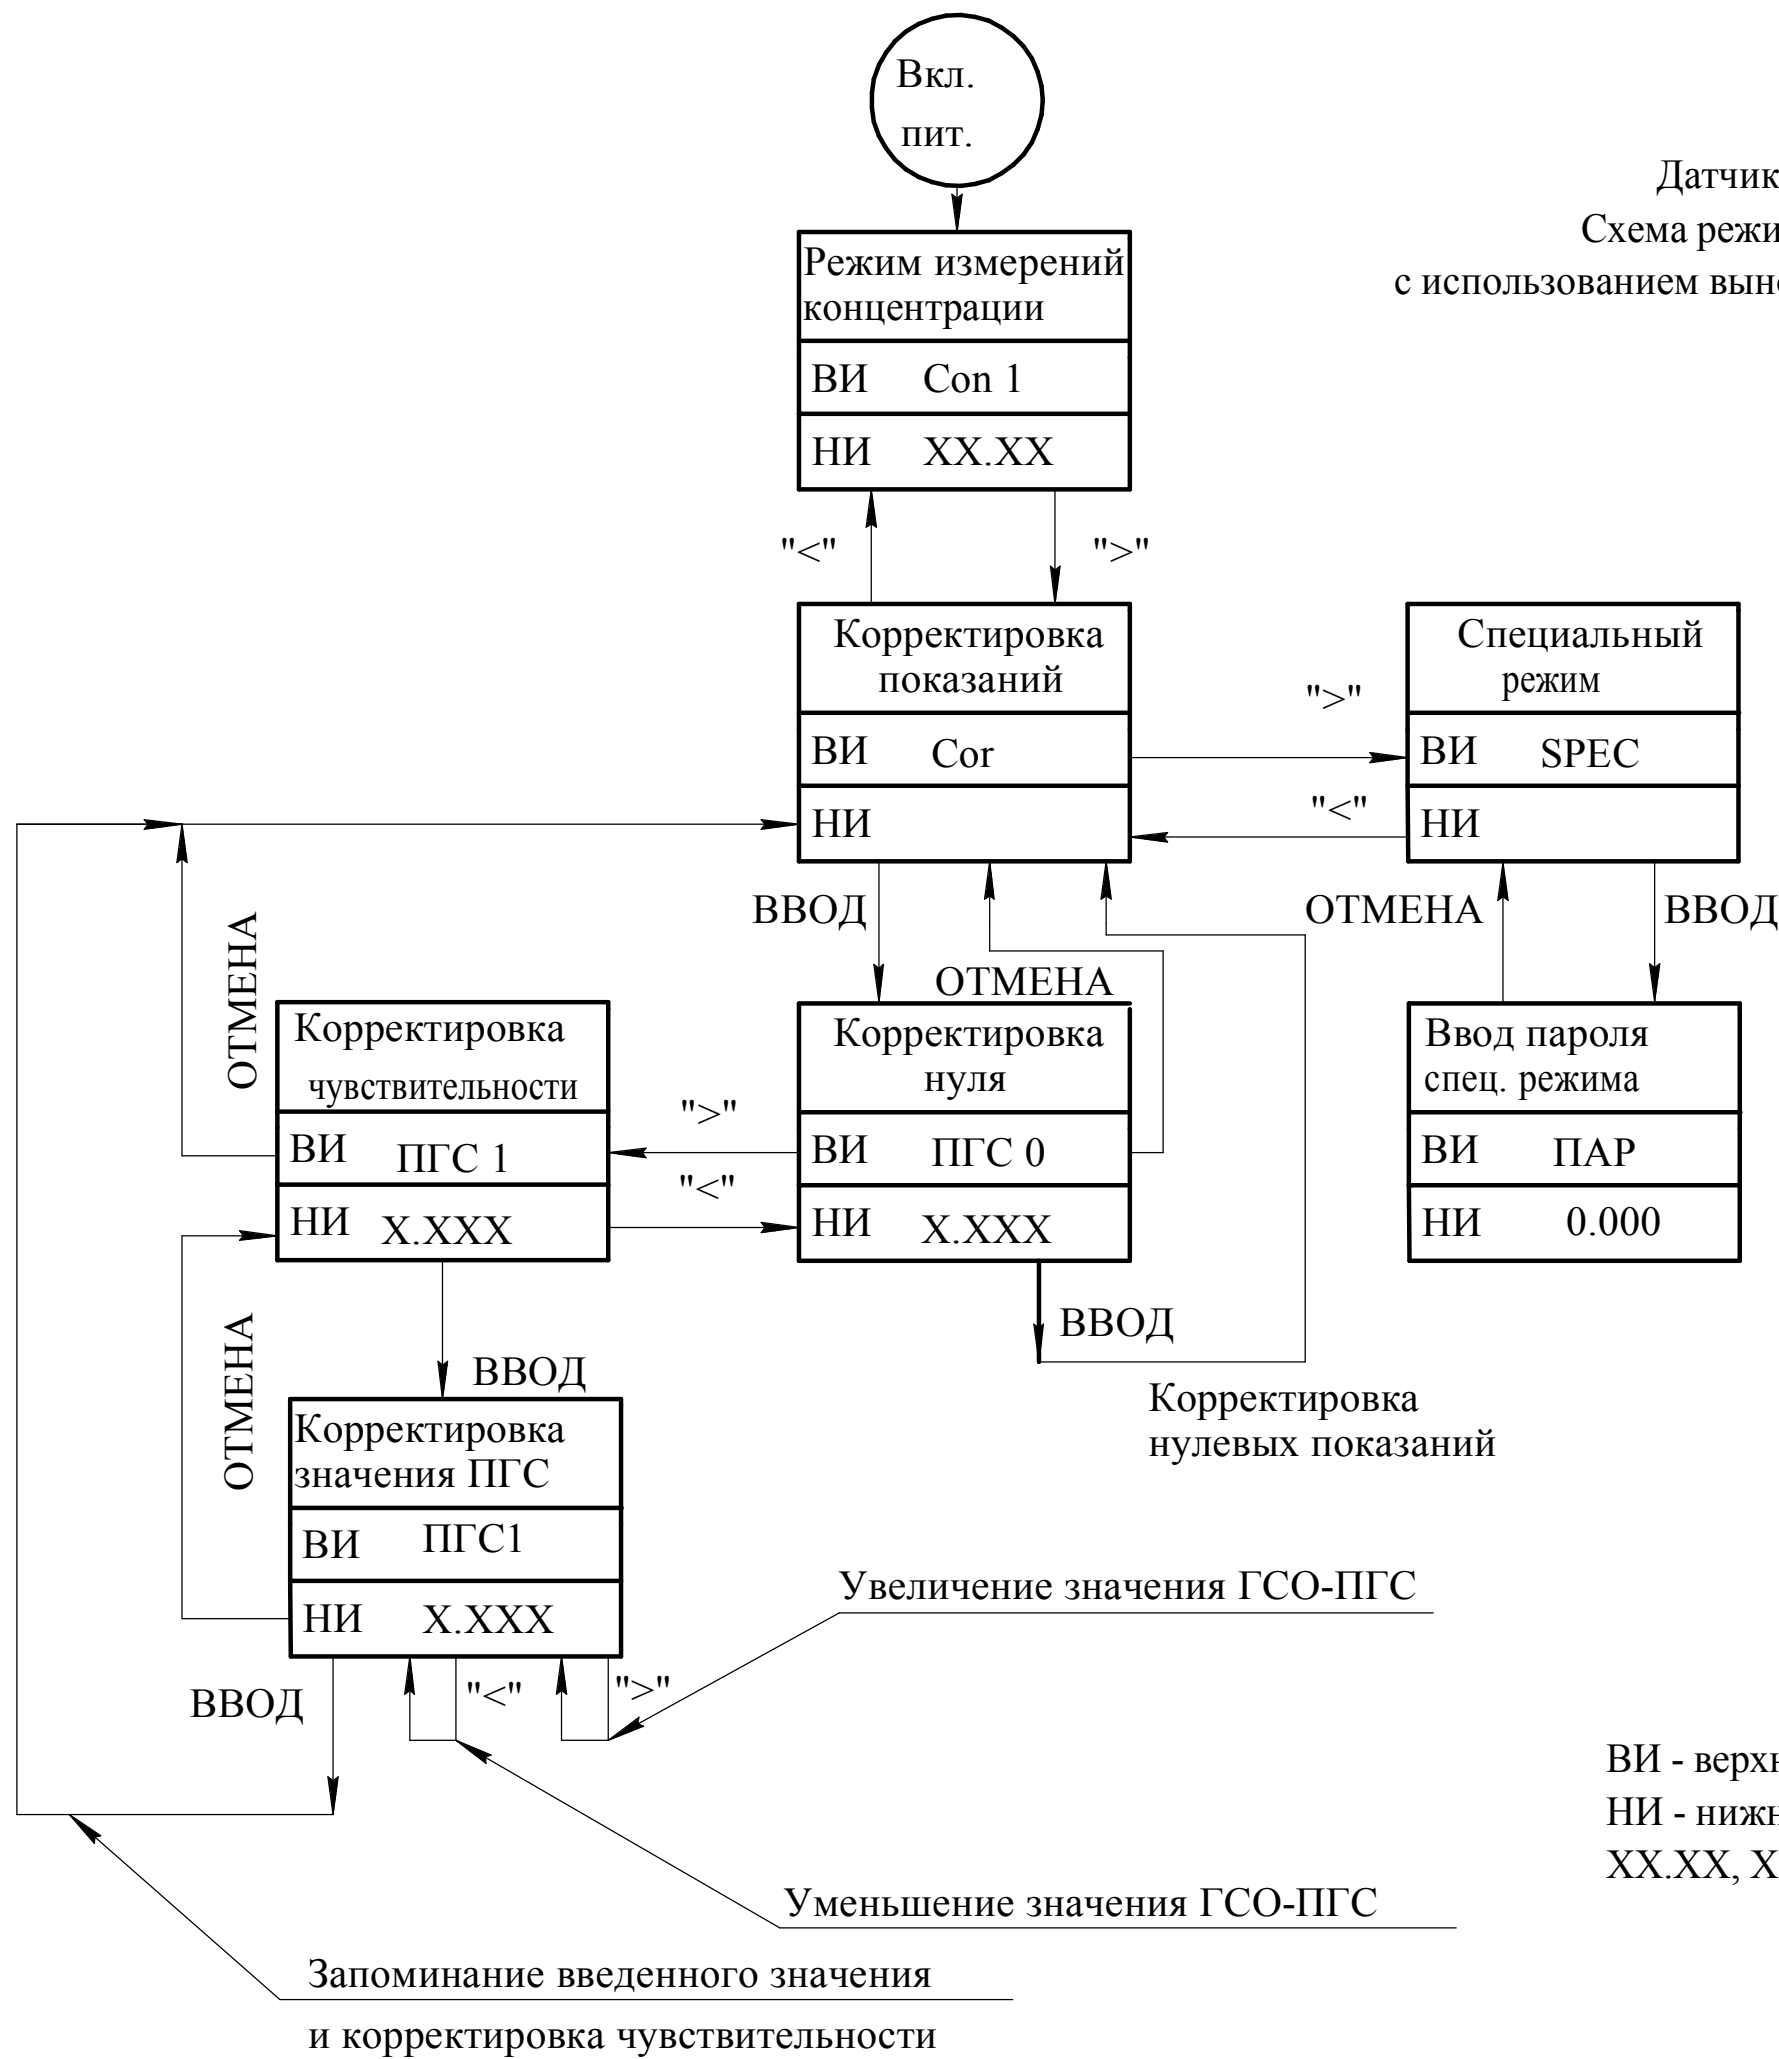 Вкл.
пит.
Датчик
Схема
с использованием
Режим измерений
концентрации
ВИ Con 1
НИ XX.XX
"<"
">"
Корректировка
показаний
ВИ Cor
НИ
">"
"<"
Специальный
режим
ВИ SPEC
НИ
ВВОД
ОТМЕНА
ОТМЕНА
ВВОД
ОТМЕНА
Корректировка
чувствительности
ВИ ПГС 1
НИ X.XXX
">"
"<"
Корректировка
нуля
ВИ ПГС 0
НИ X.XXX
Ввод пароля
спец. режима
ВИ ПАР
НИ 0.000
ВВОД
Корректировка
нулевых показаний
ОТМЕНА
ВВОД
Корректировка
значения ПГС
ВИ ПГС1
НИ X.XXX
ВВОД
"<"
">"
Увеличение значения ГСО-ПГС
ВИ -
НИ -
XX.XX,
Уменьшение значения ГСО-ПГС
Запоминание введенного значения
и корректировка чувствительности